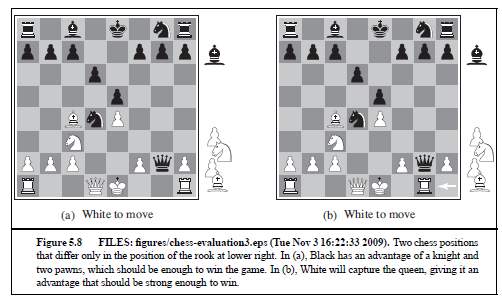 (a) White to move
(b) White to move
Figure 5.8 FILES: figures/chess-evaluation3.eps (Tue Nov 3 16:22:33 2009). Two chess positions
that differ only in the position of the rook at lower right. In (a), Black has an advantage of a knight and
two pawns, which should be enough to win the game. In (b), White will capture the queen, giving it an
advantage that should be strong enough to win.